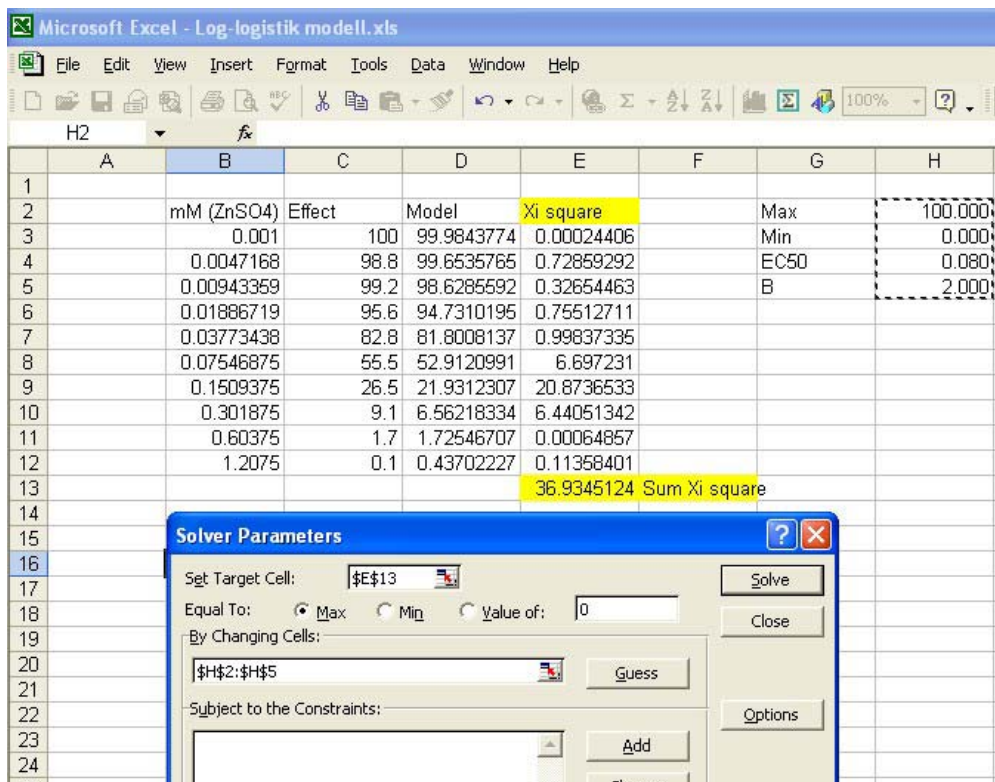 Microsoft Excel - Log-logistik modell.xls
File Edit View Insert Format Tools Data Window Help
100%
H2 fx
A B C D E F G H
1
2 mM (ZnSO4) Effect Model Xi square Max 100.000
3 0.001 100 99.9843774 0.00024406 Min 0.000
4 0.0047168 98.8 99.6535765 0.72859292 EC50 0.080
5 0.00943359 99.2 98.6285592 0.32654463 B 2.000
6 0.01886719 95.6 94.7310195 0.75512711
7 0.03773438 82.8 81.8008137 0.99837335
8 0.07546875 55.5 52.9120991 6.697231
9 0.1509375 26.5 21.9312307 20.8736533
10 0.301875 9.1 6.56218334 6.44051342
11 0.60375 1.7 1.72546707 0.00064857
12 1.2075 0.1 0.43702227 0.11358401
13 36.9345124 Sum Xi square
14
15 Solver Parameters
16 Set Target Cell: $E$13 Solve
17
18 Equal To: Max Min Value of: 0 Close
19 By Changing Cells:
20 $H$2:$H$5 Guess
21
22 Subject to the Constraints: Options
23 Add
24